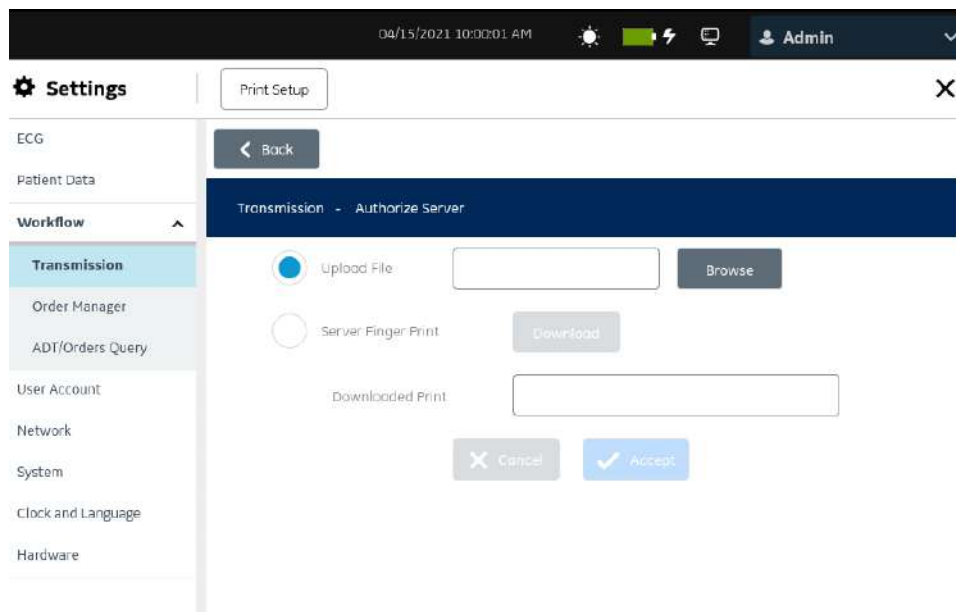 04/15/2021 10:00:01 AM
Admin
Settings
Print Setup
ECG
Back
Patient Data
Workflow
Transmission - Authorize Server
Transmission
Upload File
Browse
Order Manager
Server Finger Print
Download
ADT/Orders Query
User Account
Downloaded Print
Network
Cancel
Accept
System
Clock and Language
Hardware